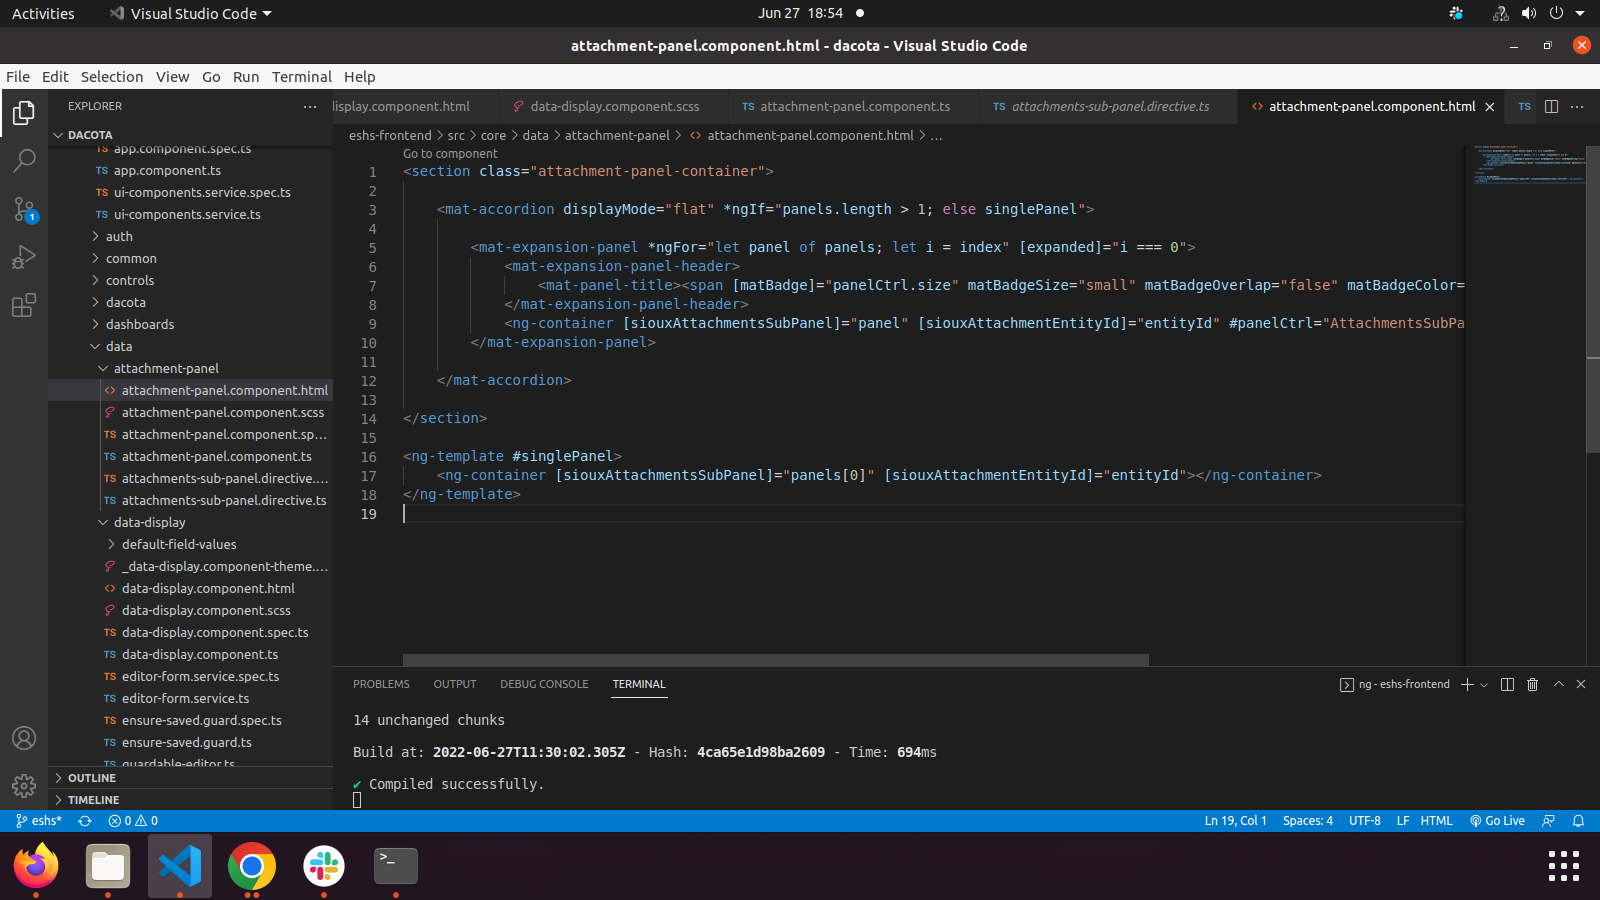 Activities
Visual Studio Code
Jun 27 18:54
attachment-panel.component.html - dacota - Visual Studio Code
File Edit Selection View Go Run Terminal Help
EXPLORER
DACOTA
app.component.spec.ts
TS app.component.ts
TS ui-components.service.spec.ts
TS ui-components.service.ts
auth
common
controls
dacota
dashboards
data
attachment-panel
attachment-panel.component.html
attachment-panel.component.scss
TS attachment-panel.component.sp...
TS attachment-panel.component.ts
TS attachments-sub-panel.directive....
TS attachments-sub-panel.directive.ts
data-display
default-field-values
_data-display.component-theme....
data-display.component.html
data-display.component.scss
TS data-display.component.spec.ts
TS data-display.component.ts
TS editor-form.service.spec.ts
TS editor-form.service.ts
TS ensure-saved.guard.spec.ts
TS ensure-saved.guard.ts
guardable-editor.ts
OUTLINE
TIMELINE
1
isplay.component.html
data-display.component.scss
TS attachment-panel.component.ts
TS attachments-sub-panel.directive.ts
attachment-panel.component.html
TS
eshs-frontend > src > core > data > attachment-panel > attachment-panel.component.html > ...
Go to component
1 <section class="attachment-panel-container">
2
3 <mat-accordion displayMode="flat" *ngIf="panels.length > 1; else singlePanel">
4
5 <mat-expansion-panel *ngFor="let panel of panels; let i = index" [expanded]="i === 0">
6 <mat-expansion-panel-header>
7 <mat-panel-title><span [matBadge]="panelCtrl.size" matBadgeSize="small" matBadgeOverlap="false" matBadgeColor=
8 </mat-expansion-panel-header>
9 <ng-container [siouxAttachmentsSubPanel]="panel" [siouxAttachmentEntityId]="entityId" #panelCtrl="AttachmentsSubPa
10 </mat-expansion-panel>
11
12 </mat-accordion>
13
14 </section>
15
16 <ng-template #singlePanel>
17 <ng-container [siouxAttachmentsSubPanel]="panels[0]" [siouxAttachmentEntityId]="entityId"></ng-container>
18 </ng-template>
19
PROBLEMS OUTPUT DEBUG CONSOLE TERMINAL
ng - eshs-frontend
14 unchanged chunks
Build at: 2022-06-27T11:30:02.305Z - Hash: 4ca65e1d98ba2609 - Time: 694ms
✔ Compiled successfully.
eshs* 0 0
Ln 19, Col 1 Spaces: 4 UTF-8 LF HTML Go Live
>_